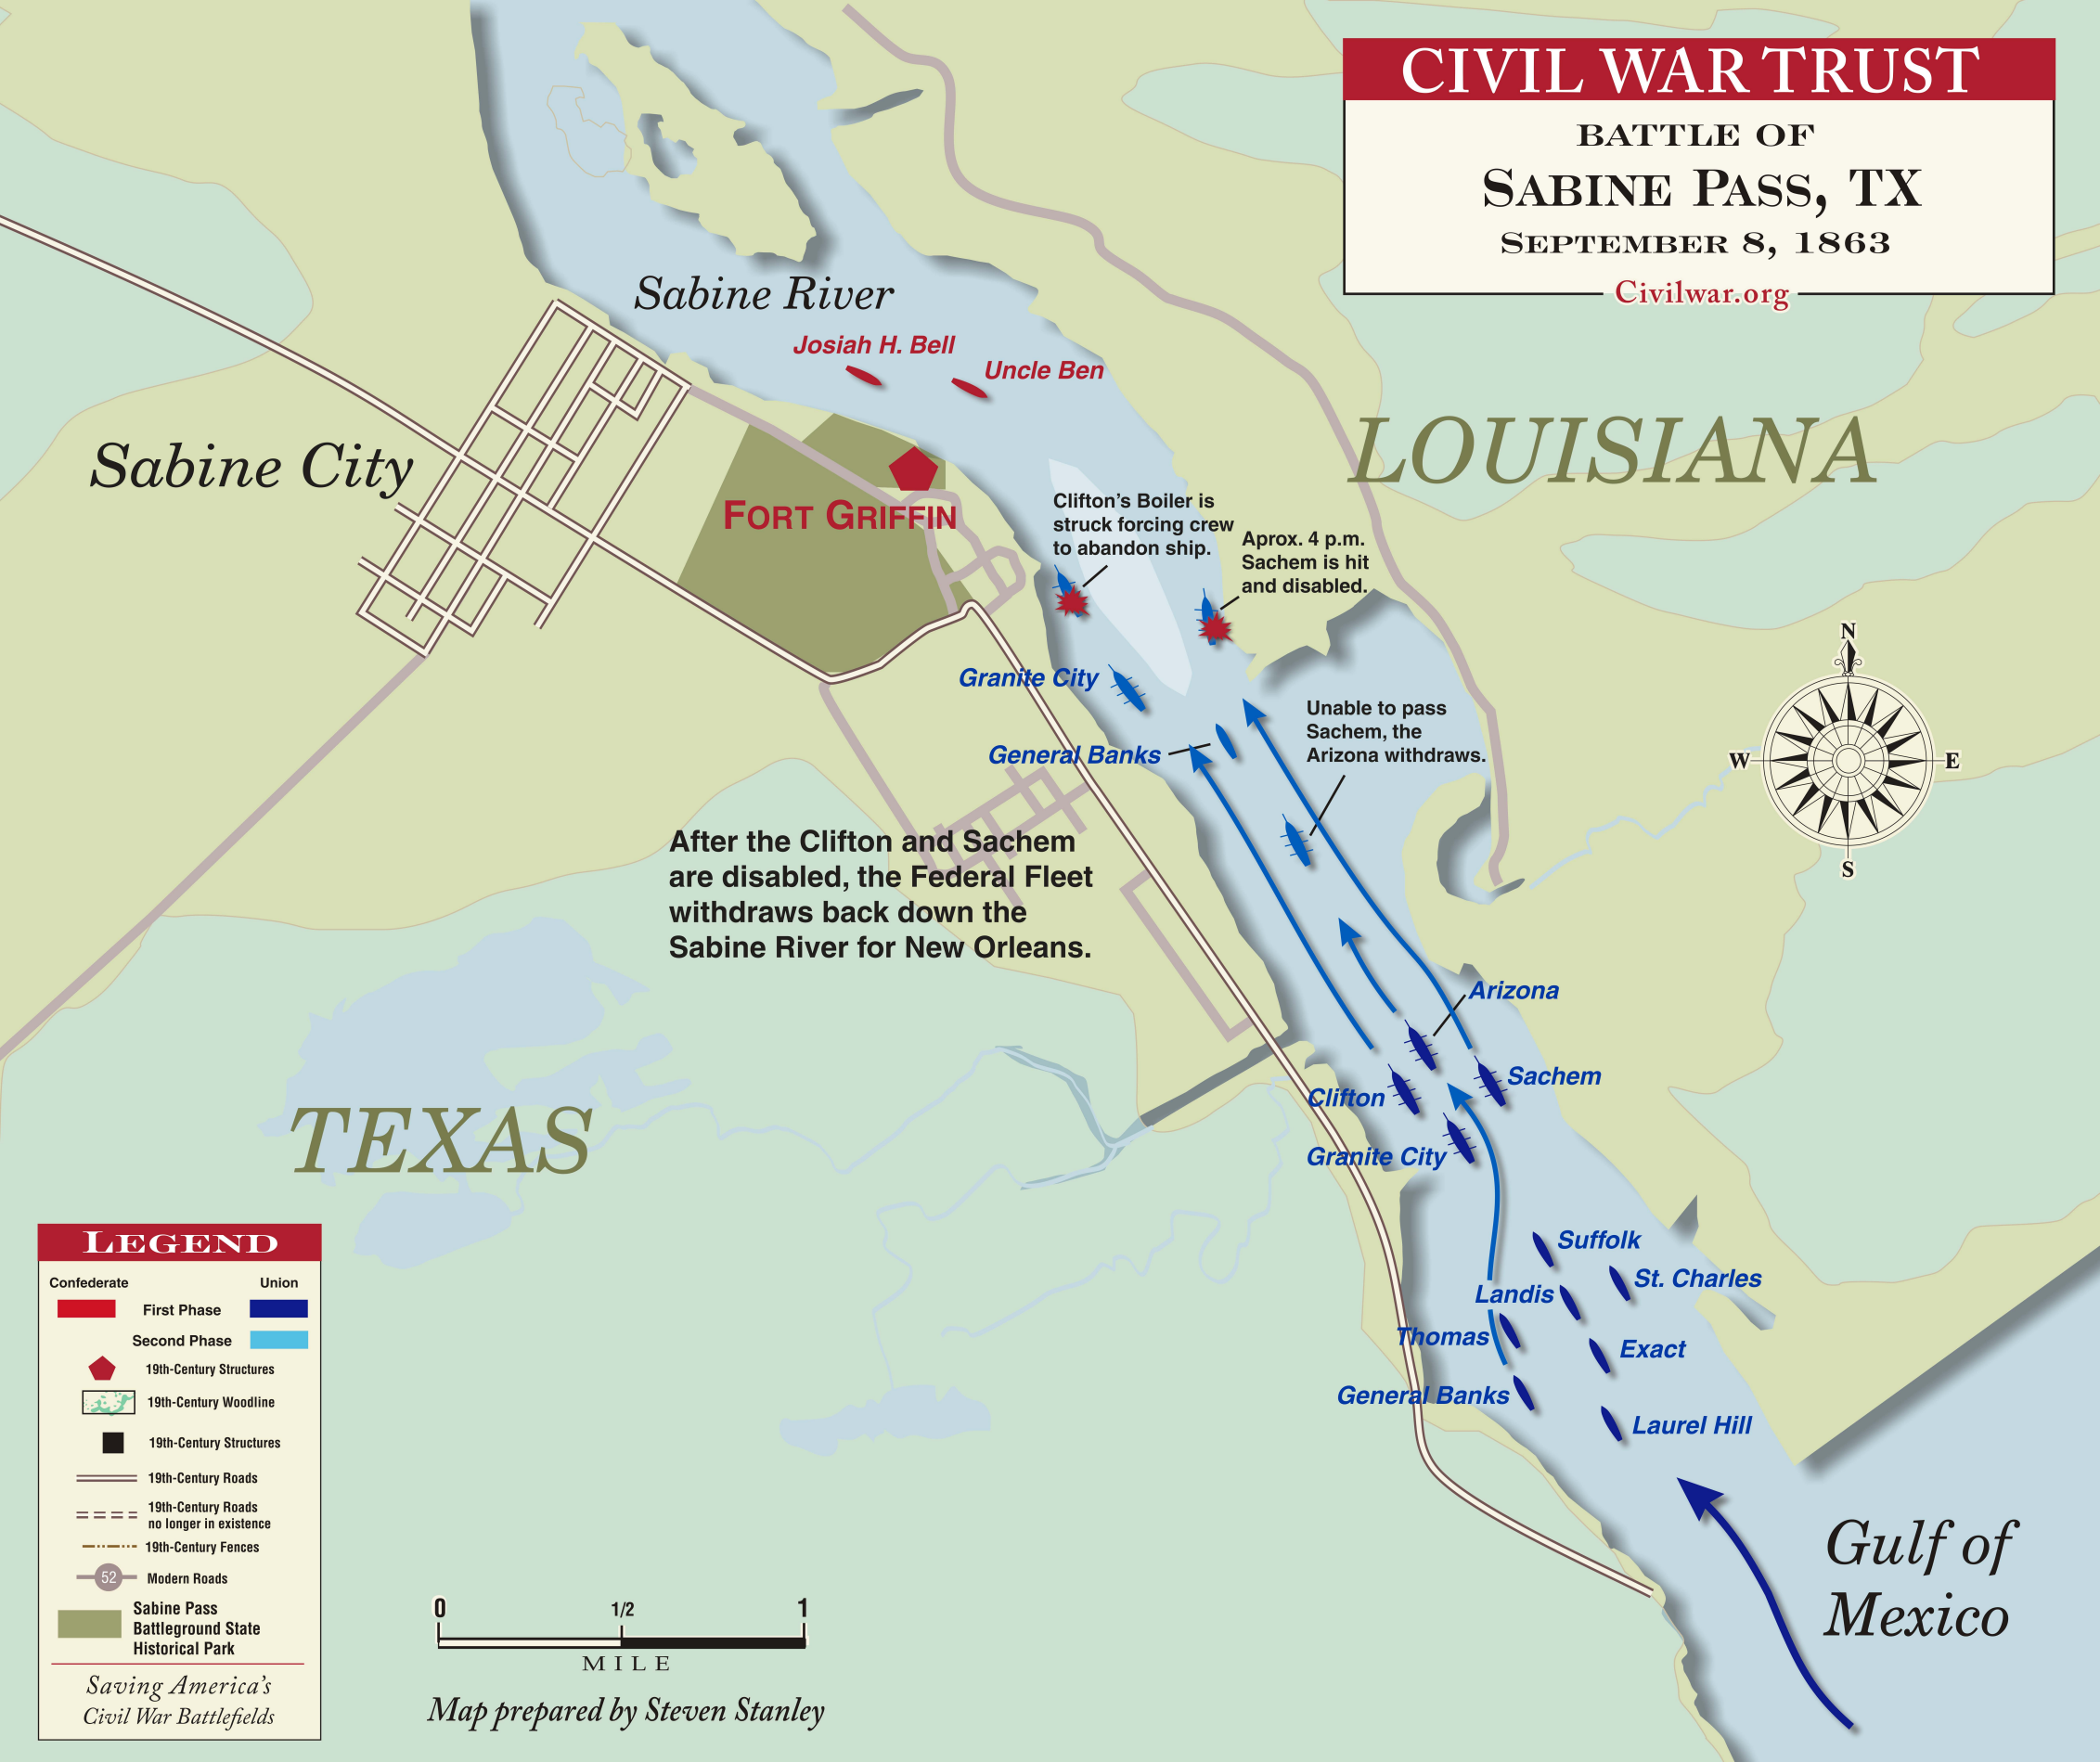 CIVIL WAR TRUST
BATTLE OF
SABINE PASS, TX
SEPTEMBER 8, 1863
Civilwar.org
Sabine River
Josiah H. Bell
Uncle Ben
Sabine City
LOUISIANA
FORT GRIFFIN
Clifton's Boiler is
struck forcing crew
to abandon ship.
Aprox. 4 p.m.
Sachem is hit
and disabled.
Granite City
General Banks
Unable to pass
Sachem, the
Arizona withdraws.
N
W
E
S
After the Clifton and Sachem
are disabled, the Federal Fleet
withdraws back down the
Sabine River for New Orleans.
Arizona
Sachem
Clifton
Granite City
TEXAS
Suffolk
St. Charles
Landis
Thomas
Exact
General Banks
Laurel Hill
Gulf of
Mexico
LEGEND
Confederate
Union
First Phase
Second Phase
19th-Century Structures
19th-Century Woodline
19th-Century Structures
19th-Century Roads
19th-Century Roads
no longer in existence
19th-Century Fences
52
Modern Roads
Sabine Pass
Battleground State
Historical Park
Saving America's
Civil War Battlefields
0
1/2
1
MILE
Map prepared by Steven Stanley